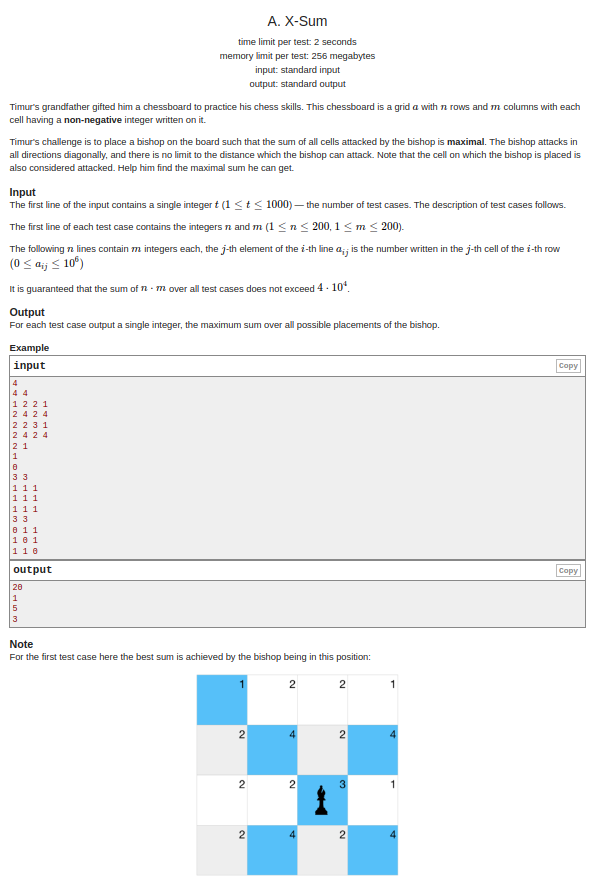 A. X-Sum
time limit per test: 2 seconds
memory limit per test: 256 megabytes
input: standard input
output: standard output
Timur's grandfather gifted him a chessboard to practice his chess skills. This chessboard is a grid a with n rows and m columns with each
cell having a non-negative integer written on it.
Timur's challenge is to place a bishop on the board such that the sum of all cells attacked by the bishop is maximal. The bishop attacks in
all directions diagonally, and there is no limit to the distance which the bishop can attack. Note that the cell on which the bishop is placed is
also considered attacked. Help him find the maximal sum he can get.
Input
The first line of the input contains a single integer t (1 ≤ t ≤ 1000) — the number of test cases. The description of test cases follows.
The first line of each test case contains the integers n and m (1 ≤ n ≤ 200, 1 ≤ m ≤ 200).
The following n lines contain m integers each, the j-th element of the i-th line a_{ij} is the number written in the j-th cell of the i-th row
(0 ≤ a_{ij} ≤ 10^6)
It is guaranteed that the sum of n · m over all test cases does not exceed 4 · 10^4.
Output
For each test case output a single integer, the maximum sum over all possible placements of the bishop.
Example
input Copy
4
4 4
1 2 2 1
2 4 2 4
2 2 3 1
2 4 2 4
2 1
1
0
3 3
1 1 1
1 1 1
1 1 1
3 3
0 1 1
1 0 1
1 1 0
output Copy
20
1
5
3
Note
For the first test case here the best sum is achieved by the bishop being in this position:
1 2 2 1
2 4 2 4
2 2 3 1
2 4 2 4